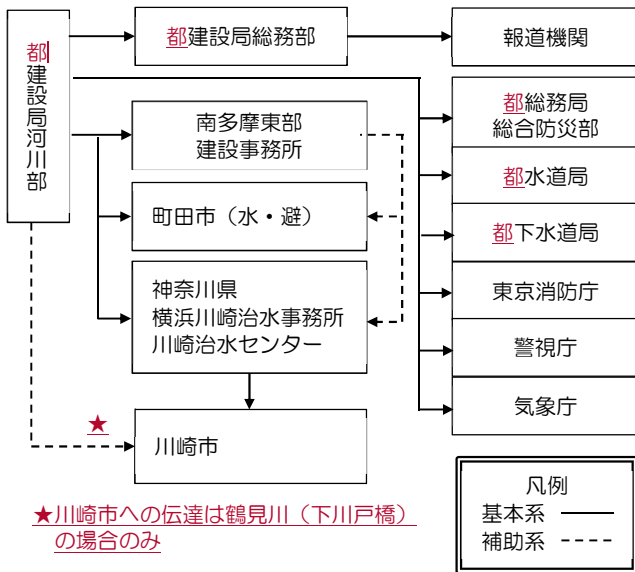 都建設局河川部
都建設局総務部
報道機関
南多摩東部
建設事務所
町田市（水・避）
神奈川県
横浜川崎治水事務所
川崎治水センター
★
川崎市
都総務局
総合防災部
都水道局
都下水道局
東京消防庁
警視庁
気象庁
★川崎市への伝達は鶴見川（下川戸橋）
の場合のみ
凡例
基本系
補助系